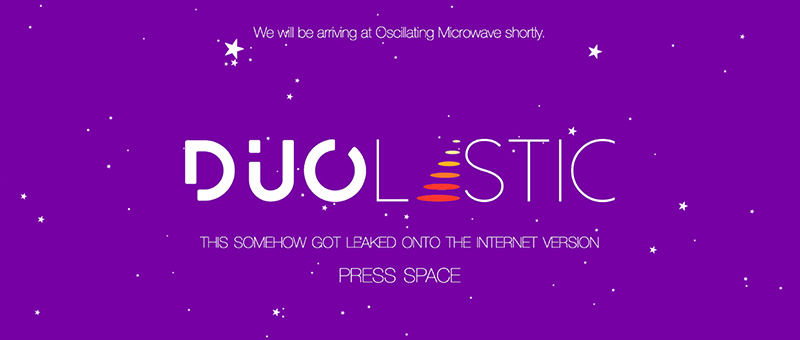 We will be arriving at Oscillating Microwave shortly.
DUOLASTIC
THIS SOMEHOW GOT LEAKED ONTO THE INTERNET VERSION
PRESS SPACE